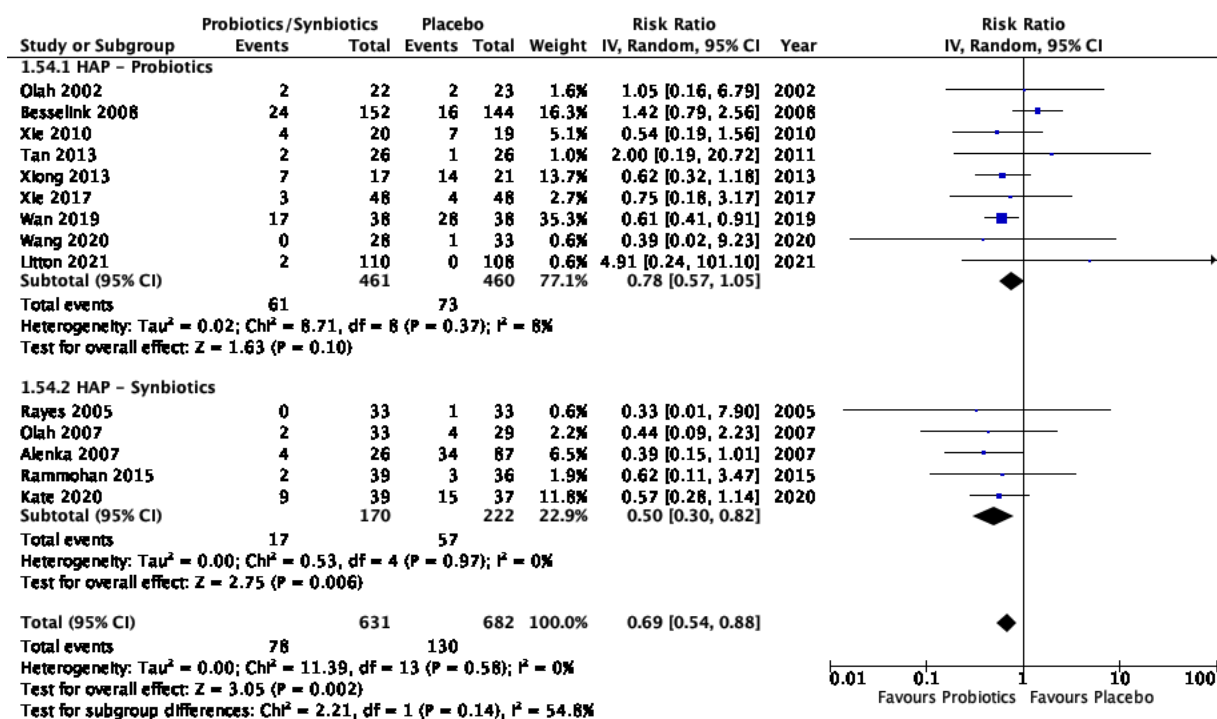 Probiotics/Synbiotics Placebo Risk Ratio Risk Ratio
Study or Subgroup Events Total Events Total Weight IV, Random, 95% CI Year IV, Random, 95% CI
1.54.1 HAP – Probiotics
Olah 2002 2 22 2 23 1.6% 1.05 [0.16, 6.79] 2002
Besselink 2008 24 152 16 144 16.3% 1.42 [0.79, 2.56] 2008
Xie 2010 4 20 7 19 5.1% 0.54 [0.19, 1.56] 2010
Tan 2013 2 26 1 26 1.0% 2.00 [0.19, 20.72] 2011
Xiong 2013 7 17 14 21 13.7% 0.62 [0.32, 1.18] 2013
Xie 2017 3 48 4 48 2.7% 0.75 [0.18, 3.17] 2017
Wan 2019 17 38 28 38 35.3% 0.61 [0.41, 0.91] 2019
Wang 2020 0 28 1 33 0.6% 0.39 [0.02, 9.23] 2020
Litton 2021 2 110 0 108 0.6% 4.91 [0.24, 101.10] 2021
Subtotal (95% CI) 461 460 77.1% 0.78 [0.57, 1.05]
Total events 61 73
Heterogeneity: Tau² = 0.02; Chi² = 8.71, df = 8 (P = 0.37); I² = 8%
Test for overall effect: Z = 1.63 (P = 0.10)
1.54.2 HAP – Synbiotics
Rayes 2005 0 33 1 33 0.6% 0.33 [0.01, 7.90] 2005
Olah 2007 2 33 4 29 2.2% 0.44 [0.09, 2.23] 2007
Alenka 2007 4 26 34 87 6.5% 0.39 [0.15, 1.01] 2007
Rammohan 2015 2 39 3 36 1.9% 0.62 [0.11, 3.47] 2015
Kate 2020 9 39 15 37 11.8% 0.57 [0.28, 1.14] 2020
Subtotal (95% CI) 170 222 22.9% 0.50 [0.30, 0.82]
Total events 17 57
Heterogeneity: Tau² = 0.00; Chi² = 0.53, df = 4 (P = 0.97); I² = 0%
Test for overall effect: Z = 2.75 (P = 0.006)
Total (95% CI) 631 682 100.0% 0.69 [0.54, 0.88]
Total events 78 130
Heterogeneity: Tau² = 0.00; Chi² = 11.39, df = 13 (P = 0.58); I² = 0%
Test for overall effect: Z = 3.05 (P = 0.002)
Test for subgroup differences: Chi² = 2.21, df = 1 (P = 0.14), I² = 54.8%
0.01 0.1 1 10 100
Favours Probiotics Favours Placebo